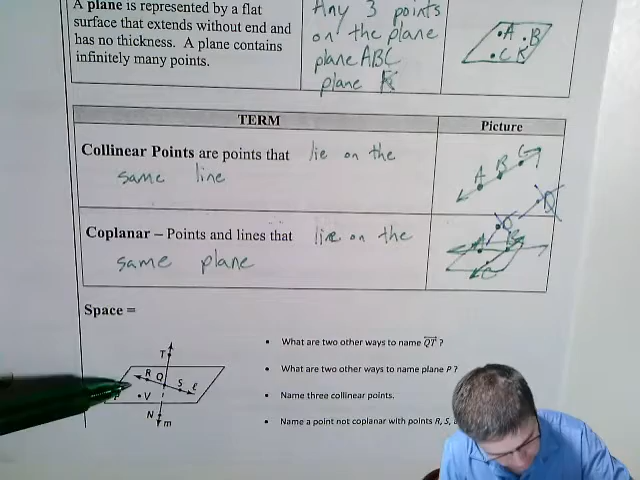 A plane is represented by a flat
surface that extends without end and
has no thickness. A plane contains
infinitely many points.
Any 3 points
on the plane
plane ABC
plane K
A B
C K
TERM
Picture
Collinear Points are points that lie on the
same line
A B C
D
Coplanar – Points and lines that lie on the
same plane
A B
C
Space =
T
R Q
S ℓ
P V
N m
• What are two other ways to name QT ?
• What are two other ways to name plane P ?
• Name three collinear points.
• Name a point not coplanar with points R, S,